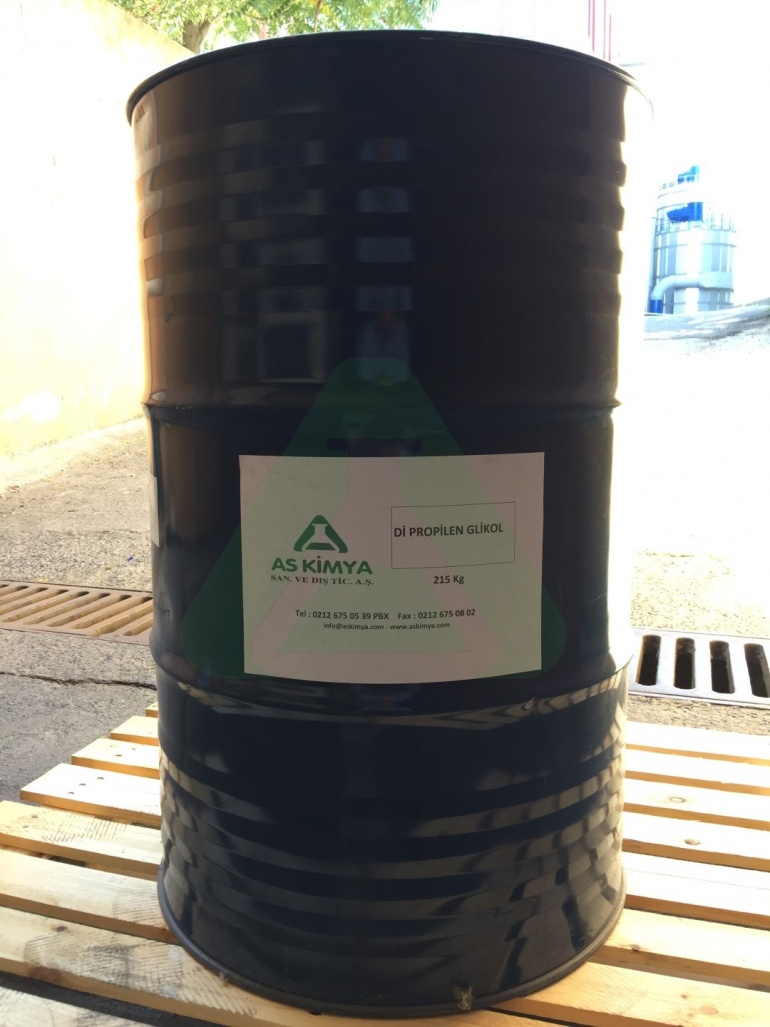 AS KİMYA
SAN. VE DIŞ TİC. A.Ş.
Dİ PROPİLEN GLİKOL
215 Kg
Tel : 0212 675 05 39 PBX Fax : 0212 675 08 02
info@askimya.com - www.askimya.com